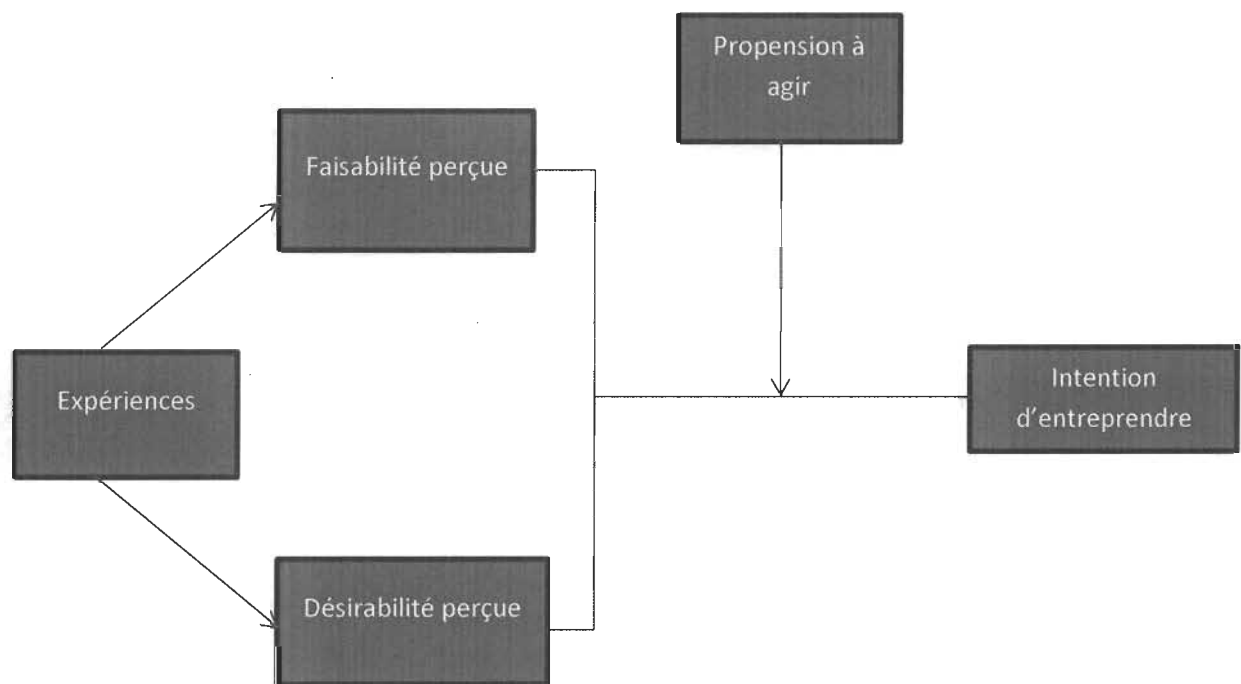 Propension à
agir
Faisabilité perçue
Expériences
Intention
d'entreprendre
Désirabilité perçue